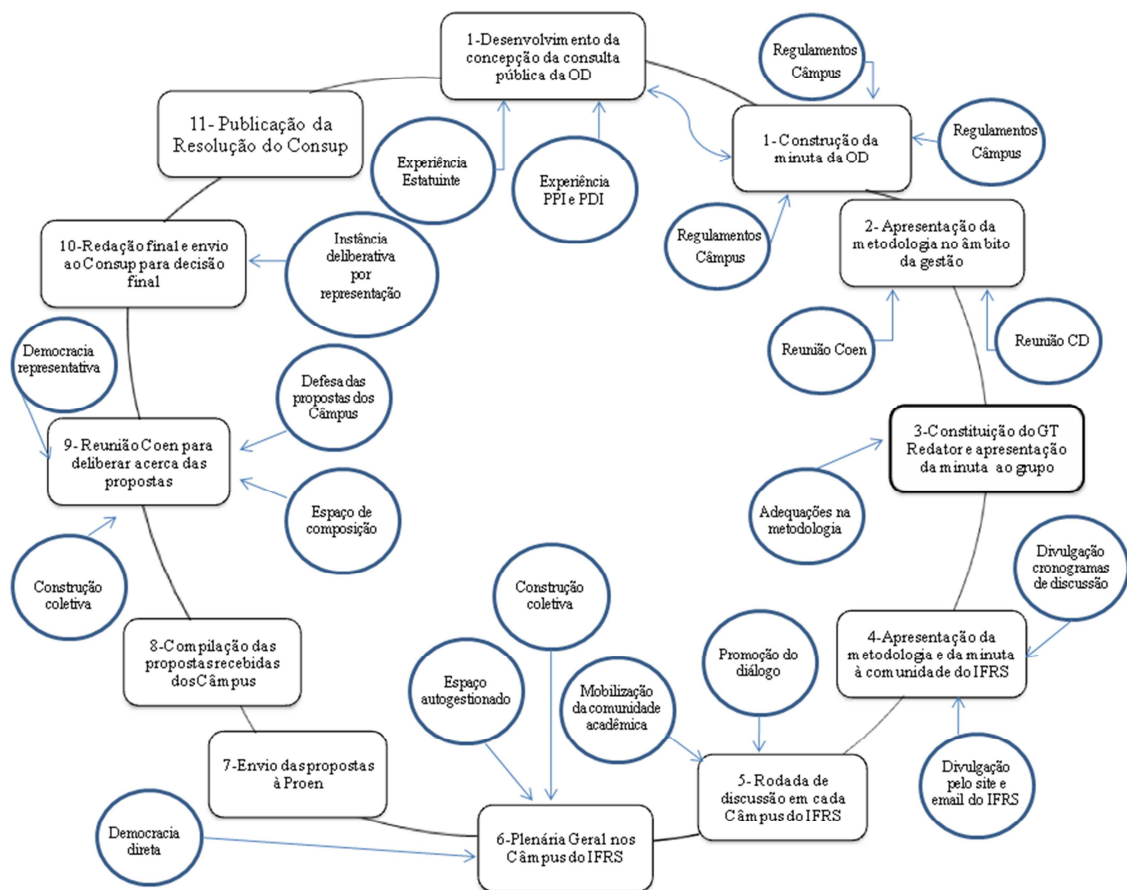 1-Desenvolvimento da
concepção da consulta
pública da OD
Regulamentos
Câmpus
11- Publicação da
Resolução do Consup
1-Construção da
minuta da OD
Regulamentos
Câmpus
Experiência
Estatuinte
Experiência
PPI e PDI
Regulamentos
Câmpus
10-Redação final e envio
ao Consup para decisão
final
Instância
deliberativa
por
representação
2- Apresentação da
metodologia no âmbito
da gestão
Democracia
representativa
Reunião Coen
Reunião CD
Defesa das
propostas dos
Câmpus
9- Reunião Coen para
deliberar acerca das
propostas
3-Constituição do GT
Redator e apresentação
da minuta ao grupo
Espaço de
composição
Adequações na
metodologia
Construção
coletiva
Construção
coletiva
Divulgação
cronogramas
de discussão
8-Compilação das
propostas recebidas
dos Câmpus
4-Apresentação da
metodologia e da minuta
à comunidade do IFRS
Promoção do
diálogo
Espaço
autogestionado
Mobilização
da comunidade
acadêmica
7-Envio das propostas
à Proen
5- Rodada de
discussão em cada
Câmpus do IFRS
Divulgação
pelo site e
email do IFRS
Democracia
direta
6-Plenária Geral nos
Câmpus do IFRS